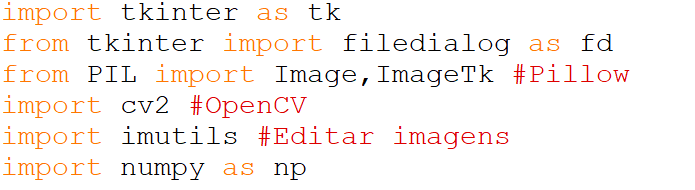 import tkinter as tk
from tkinter import filedialog as fd
from PIL import Image,ImageTk #Pillow
import cv2 #OpenCV
import imutils #Editar imagens
import numpy as np